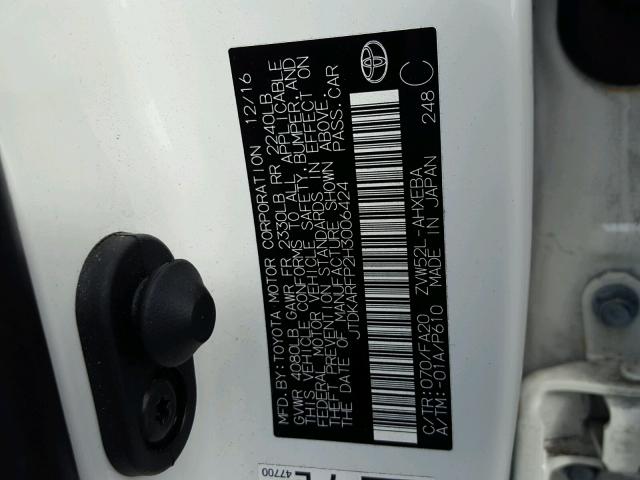 MFD.BY:TOYOTA MOTOR CORPORATION 12/16
GVWR 4080LB GAWR FR 2330LB RR 2240LB
THIS VEHICLE CONFORMS TO ALL APPLICABLE
FEDERAL MOTOR VEHICLE SAFETY, BUMPER, AND
THEFT PREVENTION STANDARDS IN EFFECT ON
THE DATE OF MANUFACTURE SHOWN ABOVE.
JTDKARFP2H3006424 PASS.CAR
C/TR:070/FA20 ZVW52L-AHXEBA
A/TM:-01A/P610 MADE IN JAPAN 248 C
47700